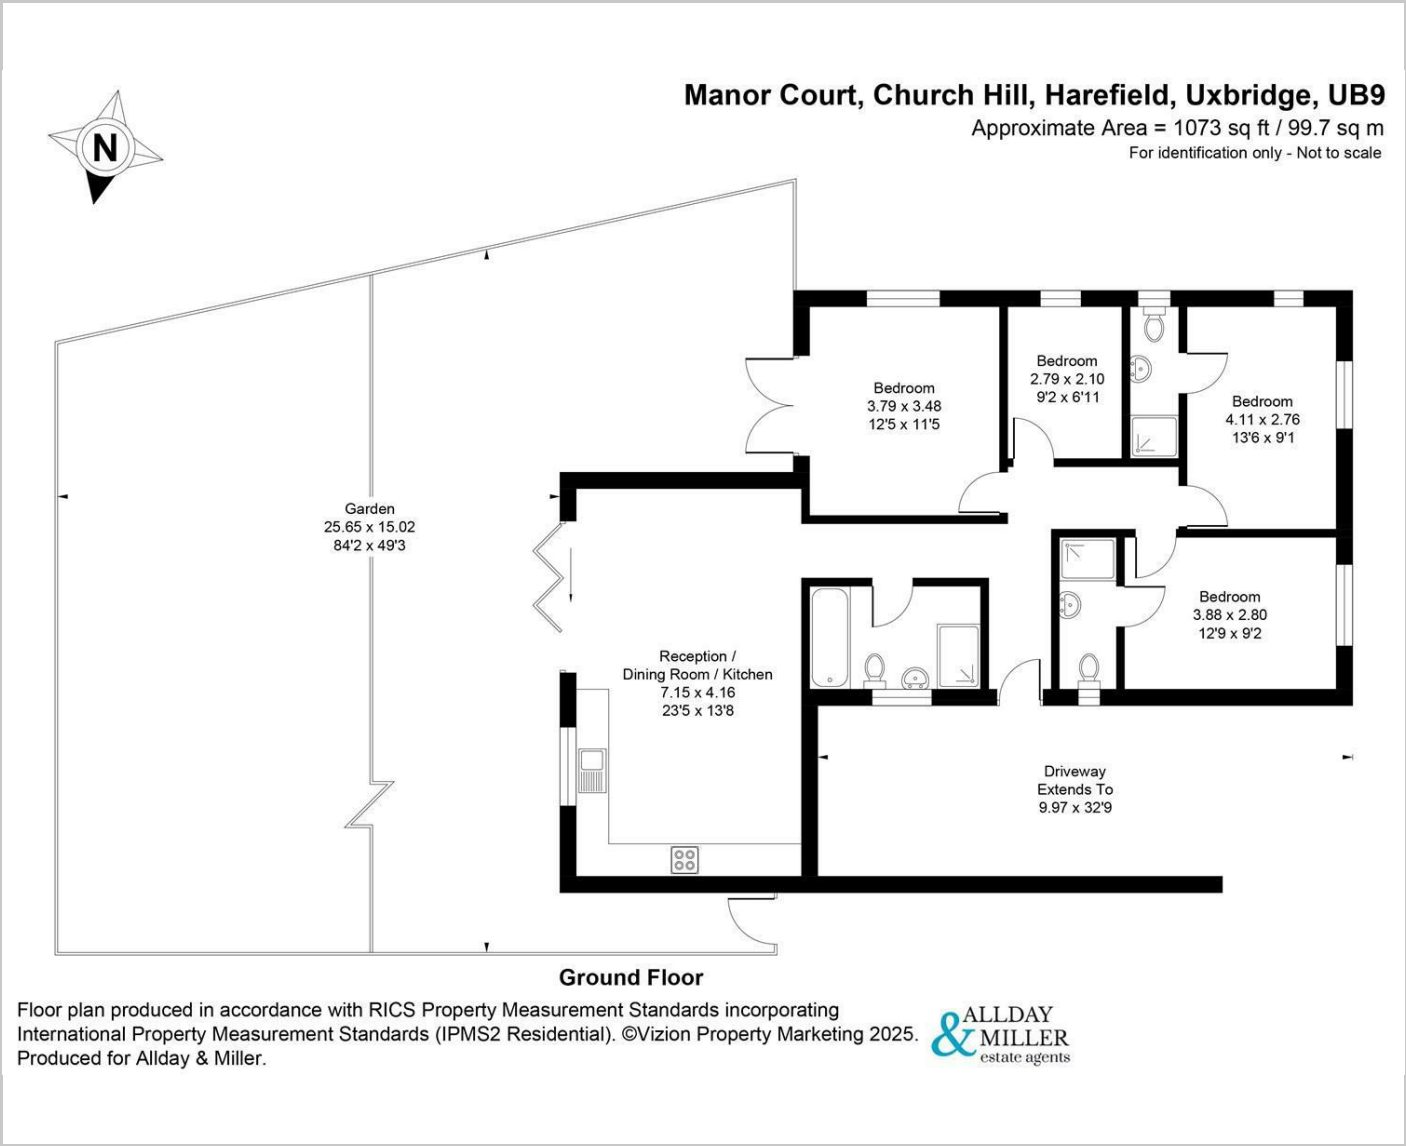 N
Manor Court, Church Hill, Harefield, Uxbridge, UB9
Approximate Area = 1073 sq ft / 99.7 sq m
For identification only - Not to scale
Bedroom
3.79 x 3.48
12'5 x 11'5
Bedroom
2.79 x 2.10
9'2 x 6'11
Bedroom
4.11 x 2.76
13'6 x 9'1
Garden
25.65 x 15.02
84'2 x 49'3
Bedroom
3.88 x 2.80
12'9 x 9'2
Reception /
Dining Room / Kitchen
7.15 x 4.16
23'5 x 13'8
Driveway
Extends To
9.97 x 32'9
Ground Floor
Floor plan produced in accordance with RICS Property Measurement Standards incorporating
International Property Measurement Standards (IPMS2 Residential). ©Vizion Property Marketing 2025.
Produced for Allday & Miller.
ALLDAY
& MILLER
estate agents